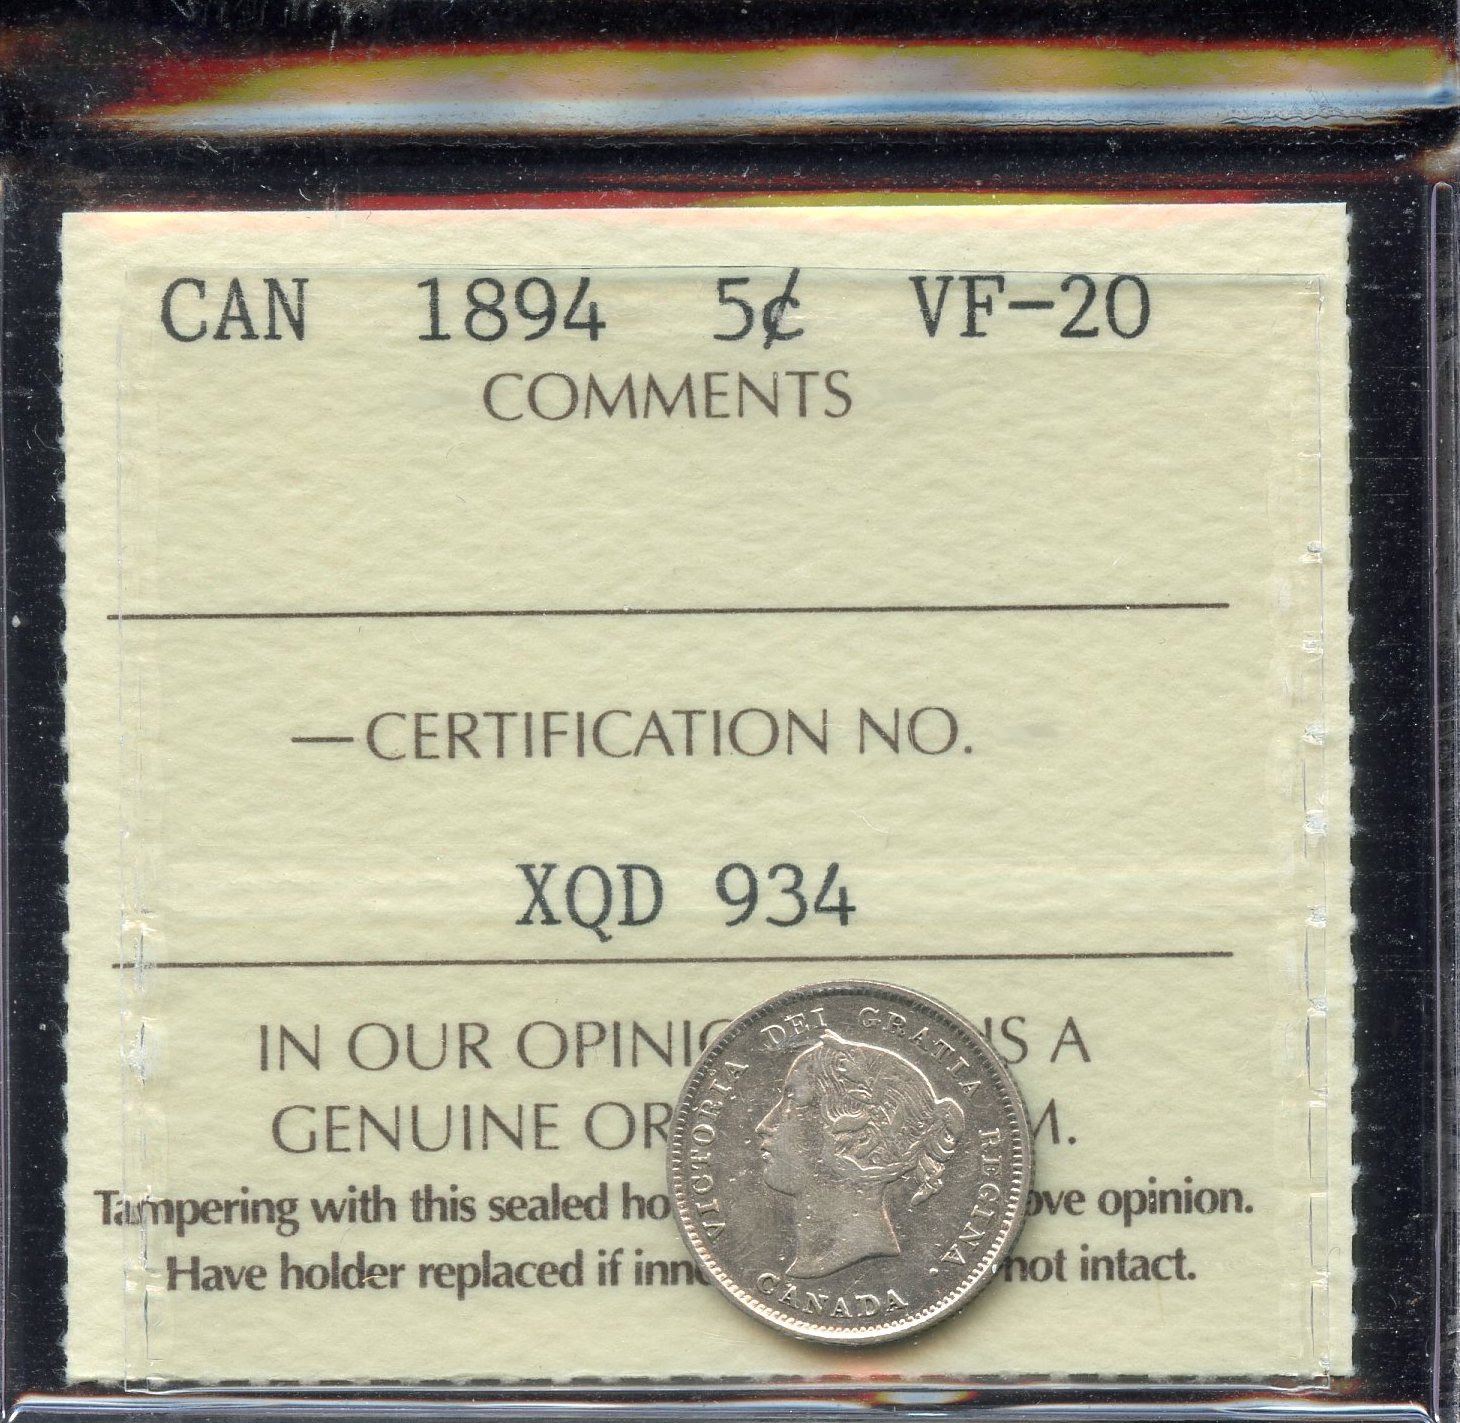 CAN 1894 5¢ VF-20
COMMENTS
—CERTIFICATION NO.
XQD 934
IN OUR OPINI IS A
GENUINE OR M.
Tampering with this sealed ho ove opinion.
Have holder replaced if inne not intact.
VICTORIA DEI GRATIA REGINA.
CANADA